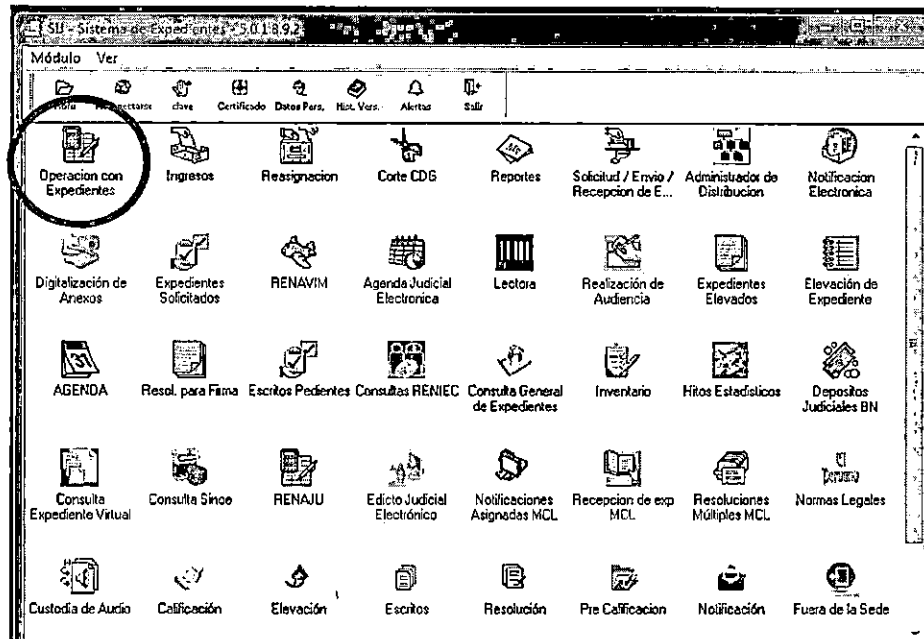 SIJ - Sistema de Expedientes - 5.0.1.8.9.2
Módulo Ver
clave Certificado Datos Pers. Hist. Vers. Alertas Salir
Operacion con Expedientes
Ingresos
Reasignacion
Corte CDG
Reportes
Solicitud / Envio / Recepcion de E...
Administrador de Distribucion
Notificacion Electronica
Digitalización de Anexos
Expedientes Solicitados
RENAVIM
Agenda Judicial Electronica
Lectora
Realización de Audiencia
Expedientes Elevados
Elevación de Expediente
AGENDA
Resol. para Firma
Escritos Pedientes
Consultas RENIEC
Consulta General de Expedientes
Inventario
Hitos Estadisticos
Depositos Judiciales BN
Consulta Expediente Virtual
Consulta Sinoe
RENAJU
Edicto Judicial Electrónico
Notificaciones Asignadas MCL
Recepcion de exp MCL
Resoluciones Múltiples MCL
Normas Legales
Custodia de Audio
Calificación
Elevación
Escritos
Resolución
Pre Calificacion
Notificación
Fuera de la Sede